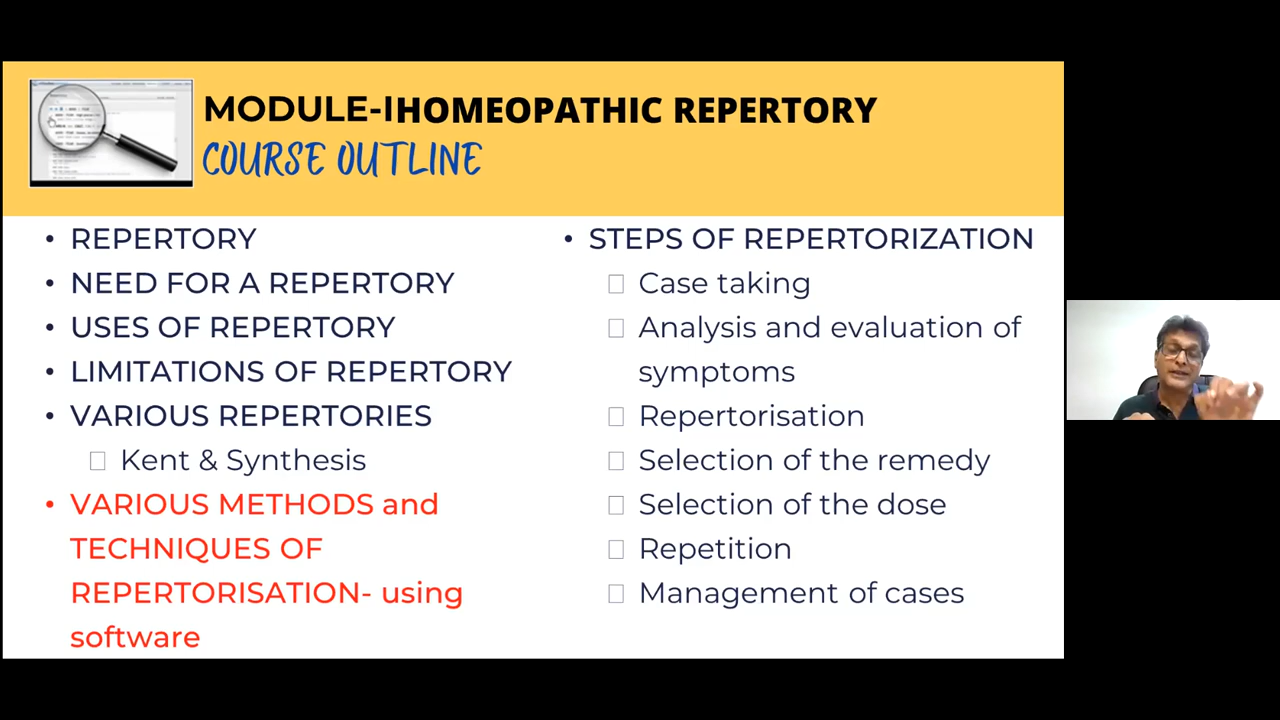 MODULE-IHOMEOPATHIC REPERTORY
COURSE OUTLINE
• REPERTORY
• NEED FOR A REPERTORY
• USES OF REPERTORY
• LIMITATIONS OF REPERTORY
• VARIOUS REPERTORIES
□ Kent & Synthesis
• VARIOUS METHODS and
TECHNIQUES OF
REPERTORISATION- using
software
• STEPS OF REPERTORIZATION
□ Case taking
□ Analysis and evaluation of
symptoms
□ Repertorisation
□ Selection of the remedy
□ Selection of the dose
□ Repetition
□ Management of cases